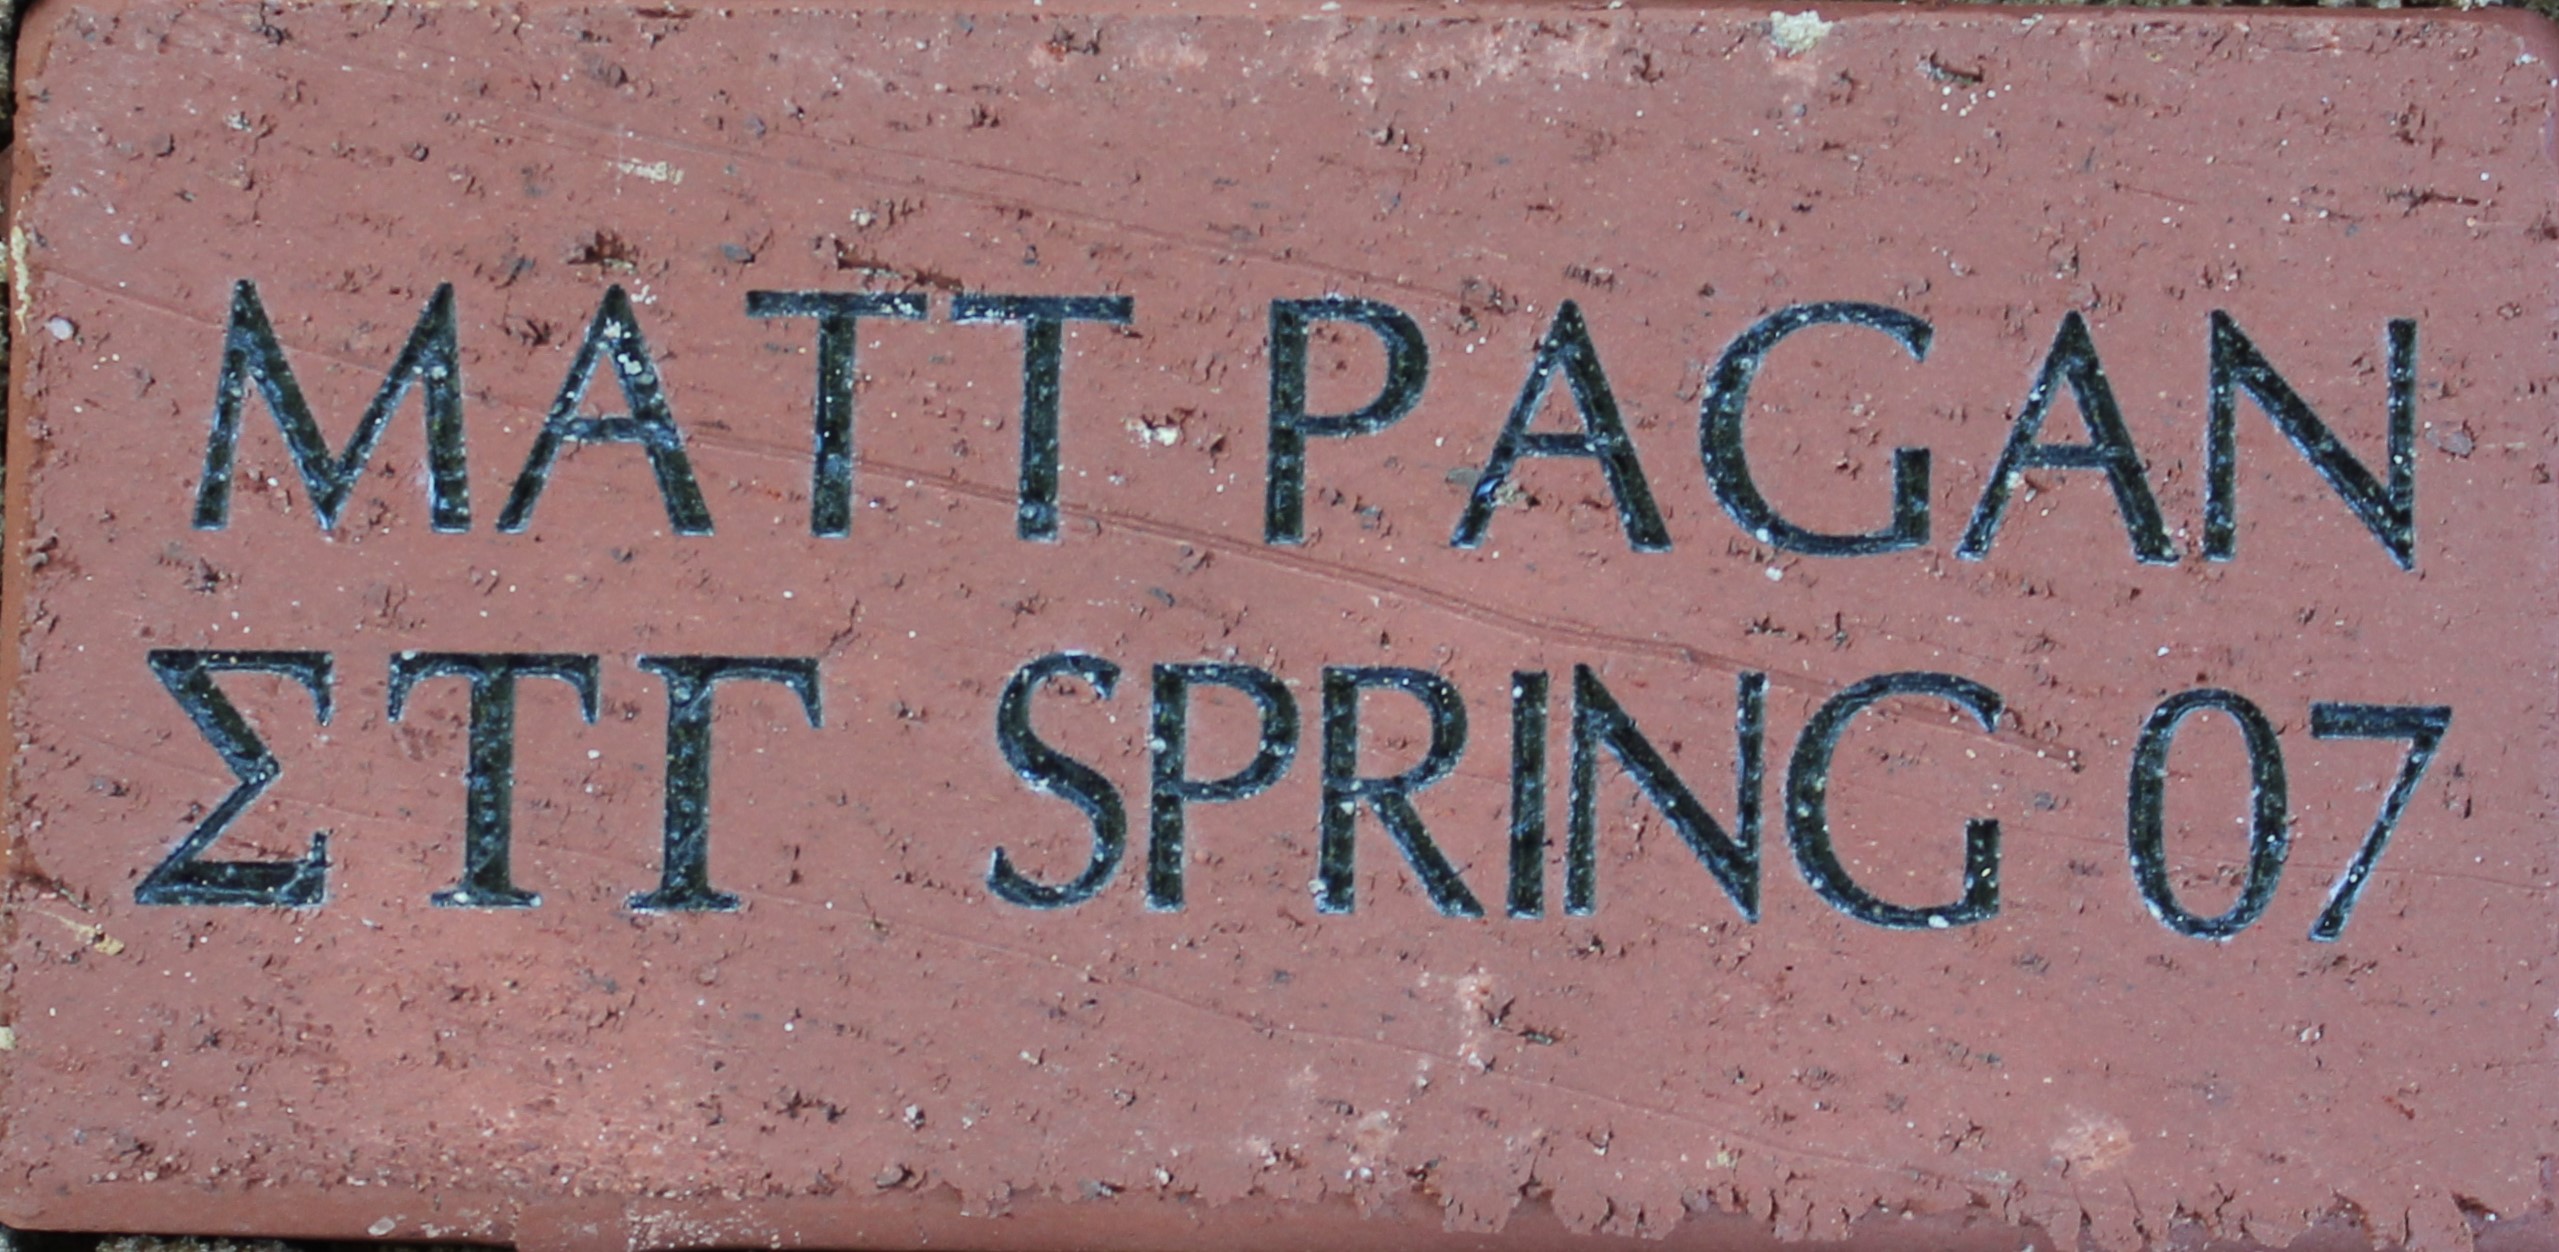 MATT PAGAN
ΣΤΓ SPRING 07